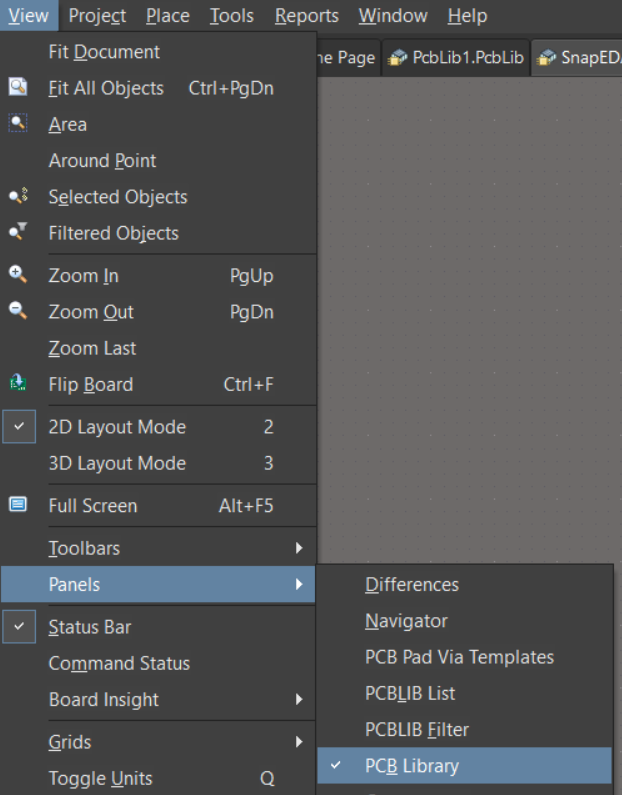 View Project Place Tools Reports Window Help
Fit Document
ne Page PcbLib1.PcbLib SnapED
Fit All Objects Ctrl+PgDn
Area
Around Point
Selected Objects
Filtered Objects
Zoom In PgUp
Zoom Out PgDn
Zoom Last
Flip Board Ctrl+F
2D Layout Mode 2
3D Layout Mode 3
Full Screen Alt+F5
Toolbars
Panels
Differences
Status Bar
Navigator
Command Status
PCB Pad Via Templates
Board Insight
PCBLIB List
PCBLIB Filter
Grids
PCB Library
Toggle Units Q